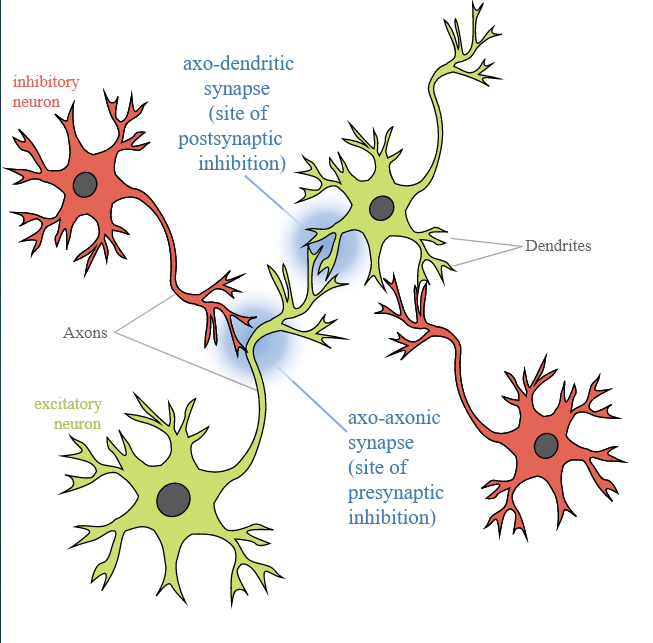 axo-dendritic
synapse
(site of
postsynaptic
inhibition)
inhibitory
neuron
Dendrites
Axons
excitatory
neuron
axo-axonic
synapse
(site of
presynaptic
inhibition)